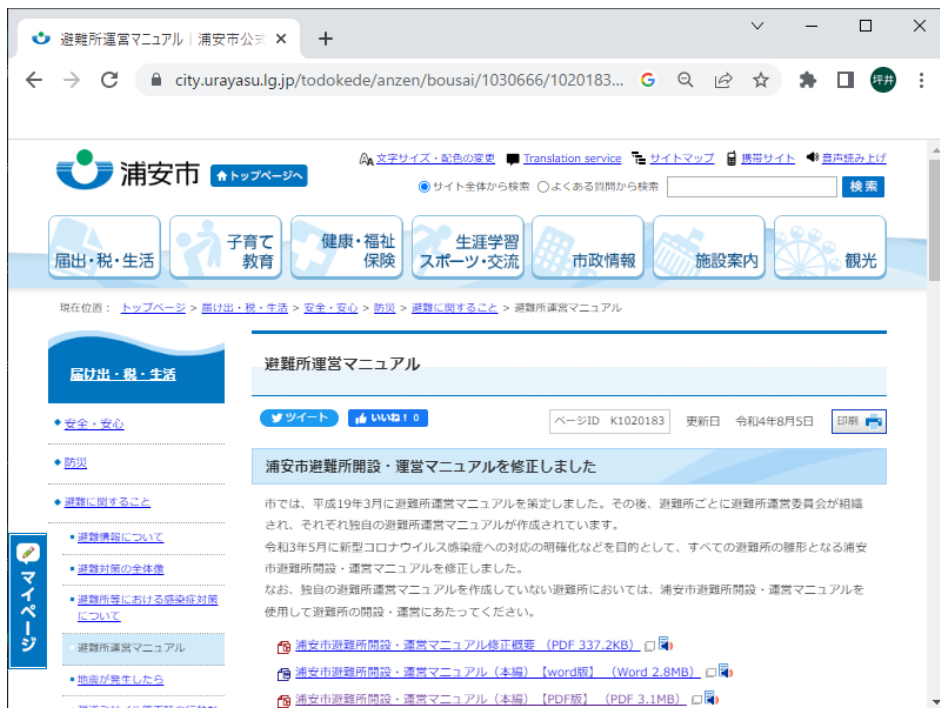 避難所運営マニュアル｜浦安市公式
city.urayasu.lg.jp/todokede/anzen/bousai/1030666/1020183...
坪井
浦安市
トップページへ
文字サイズ・配色の変更 Translation service サイトマップ 携帯サイト 音声読み上げ
サイト全体から検索 よくある質問から検索 検索
届出・税・生活
子育て
教育
健康・福祉
保険
生涯学習
スポーツ・交流
市政情報
施設案内
観光
現在位置： トップページ > 届け出・税・生活 > 安全・安心 > 防災 > 避難に関すること > 避難所運営マニュアル
届け出・税・生活
安全・安心
防災
避難に関すること
避難情報について
避難対策の全体像
避難所等における感染症対策
について
避難所運営マニュアル
地震が発生したら
マイページ
避難所運営マニュアル
ツイート いいね！ 0
ページID K1020183 更新日 令和4年8月5日 印刷
浦安市避難所開設・運営マニュアルを修正しました
市では、平成19年3月に避難所運営マニュアルを策定しました。その後、避難所ごとに避難所運営委員会が組織
され、それぞれ独自の避難所運営マニュアルが作成されています。
令和3年5月に新型コロナウイルス感染症への対応の明確化などを目的として、すべての避難所の雛形となる浦安
市避難所開設・運営マニュアルを修正しました。
なお、独自の避難所運営マニュアルを作成していない避難所においては、浦安市避難所開設・運営マニュアルを
使用して避難所の開設・運営にあたってください。
浦安市避難所開設・運営マニュアル修正概要 （PDF 337.2KB）
浦安市避難所開設・運営マニュアル（本編）【word版】 （Word 2.8MB）
浦安市避難所開設・運営マニュアル（本編）【PDF版】 （PDF 3.1MB）